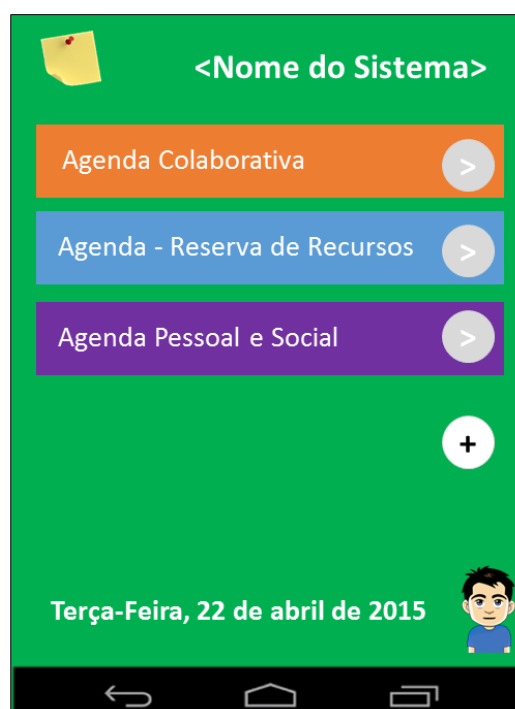 <Nome do Sistema>
Agenda Colaborativa
>
Agenda - Reserva de Recursos
>
Agenda Pessoal e Social
>
+
Terça-Feira, 22 de abril de 2015